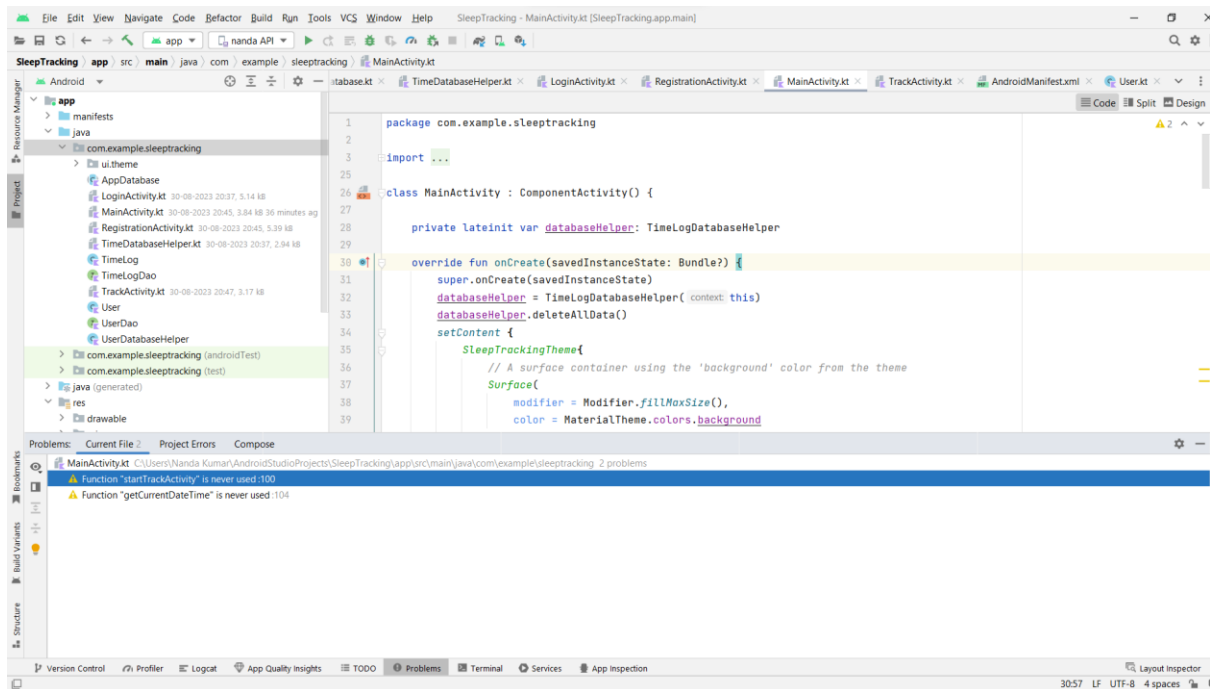 File Edit View Navigate Code Refactor Build Run Tools VCS Window Help SleepTracking - MainActivity.kt [SleepTracking.app.main]
app nanda API
SleepTracking app src main java com example sleeptracking MainActivity.kt
Android
atabase.kt TimeDatabaseHelper.kt LoginActivity.kt RegistrationActivity.kt MainActivity.kt TrackActivity.kt AndroidManifest.xml User.kt
Code Split Design
Resource Manager
Project
app
manifests
java
com.example.sleeptracking
ui.theme
AppDatabase
LoginActivity.kt 30-08-2023 20:37, 5.14 kB
MainActivity.kt 30-08-2023 20:45, 3.84 kB 36 minutes ag
RegistrationActivity.kt 30-08-2023 20:45, 5.39 kB
TimeDatabaseHelper.kt 30-08-2023 20:37, 2.94 kB
TimeLog
TimeLogDao
TrackActivity.kt 30-08-2023 20:47, 3.17 kB
User
UserDao
UserDatabaseHelper
com.example.sleeptracking (androidTest)
com.example.sleeptracking (test)
java (generated)
res
drawable
2
1 package com.example.sleeptracking
2
3 import ...
25
26 class MainActivity : ComponentActivity() {
27
28 private lateinit var databaseHelper: TimeLogDatabaseHelper
29
30 override fun onCreate(savedInstanceState: Bundle?) {
31 super.onCreate(savedInstanceState)
32 databaseHelper = TimeLogDatabaseHelper( context: this)
33 databaseHelper.deleteAllData()
34 setContent {
35 SleepTrackingTheme{
36 // A surface container using the 'background' color from the theme
37 Surface(
38 modifier = Modifier.fillMaxSize(),
39 color = MaterialTheme.colors.background
Problems: Current File 2 Project Errors Compose
MainActivity.kt C:\Users\Nanda Kumar\AndroidStudioProjects\SleepTracking\app\src\main\java\com\example\sleeptracking 2 problems
Function "startTrackActivity" is never used :100
Function "getCurrentDateTime" is never used :104
Bookmarks
Build Variants
Structure
Version Control Profiler Logcat App Quality Insights TODO Problems Terminal Services App Inspection Layout Inspector
30:57 LF UTF-8 4 spaces